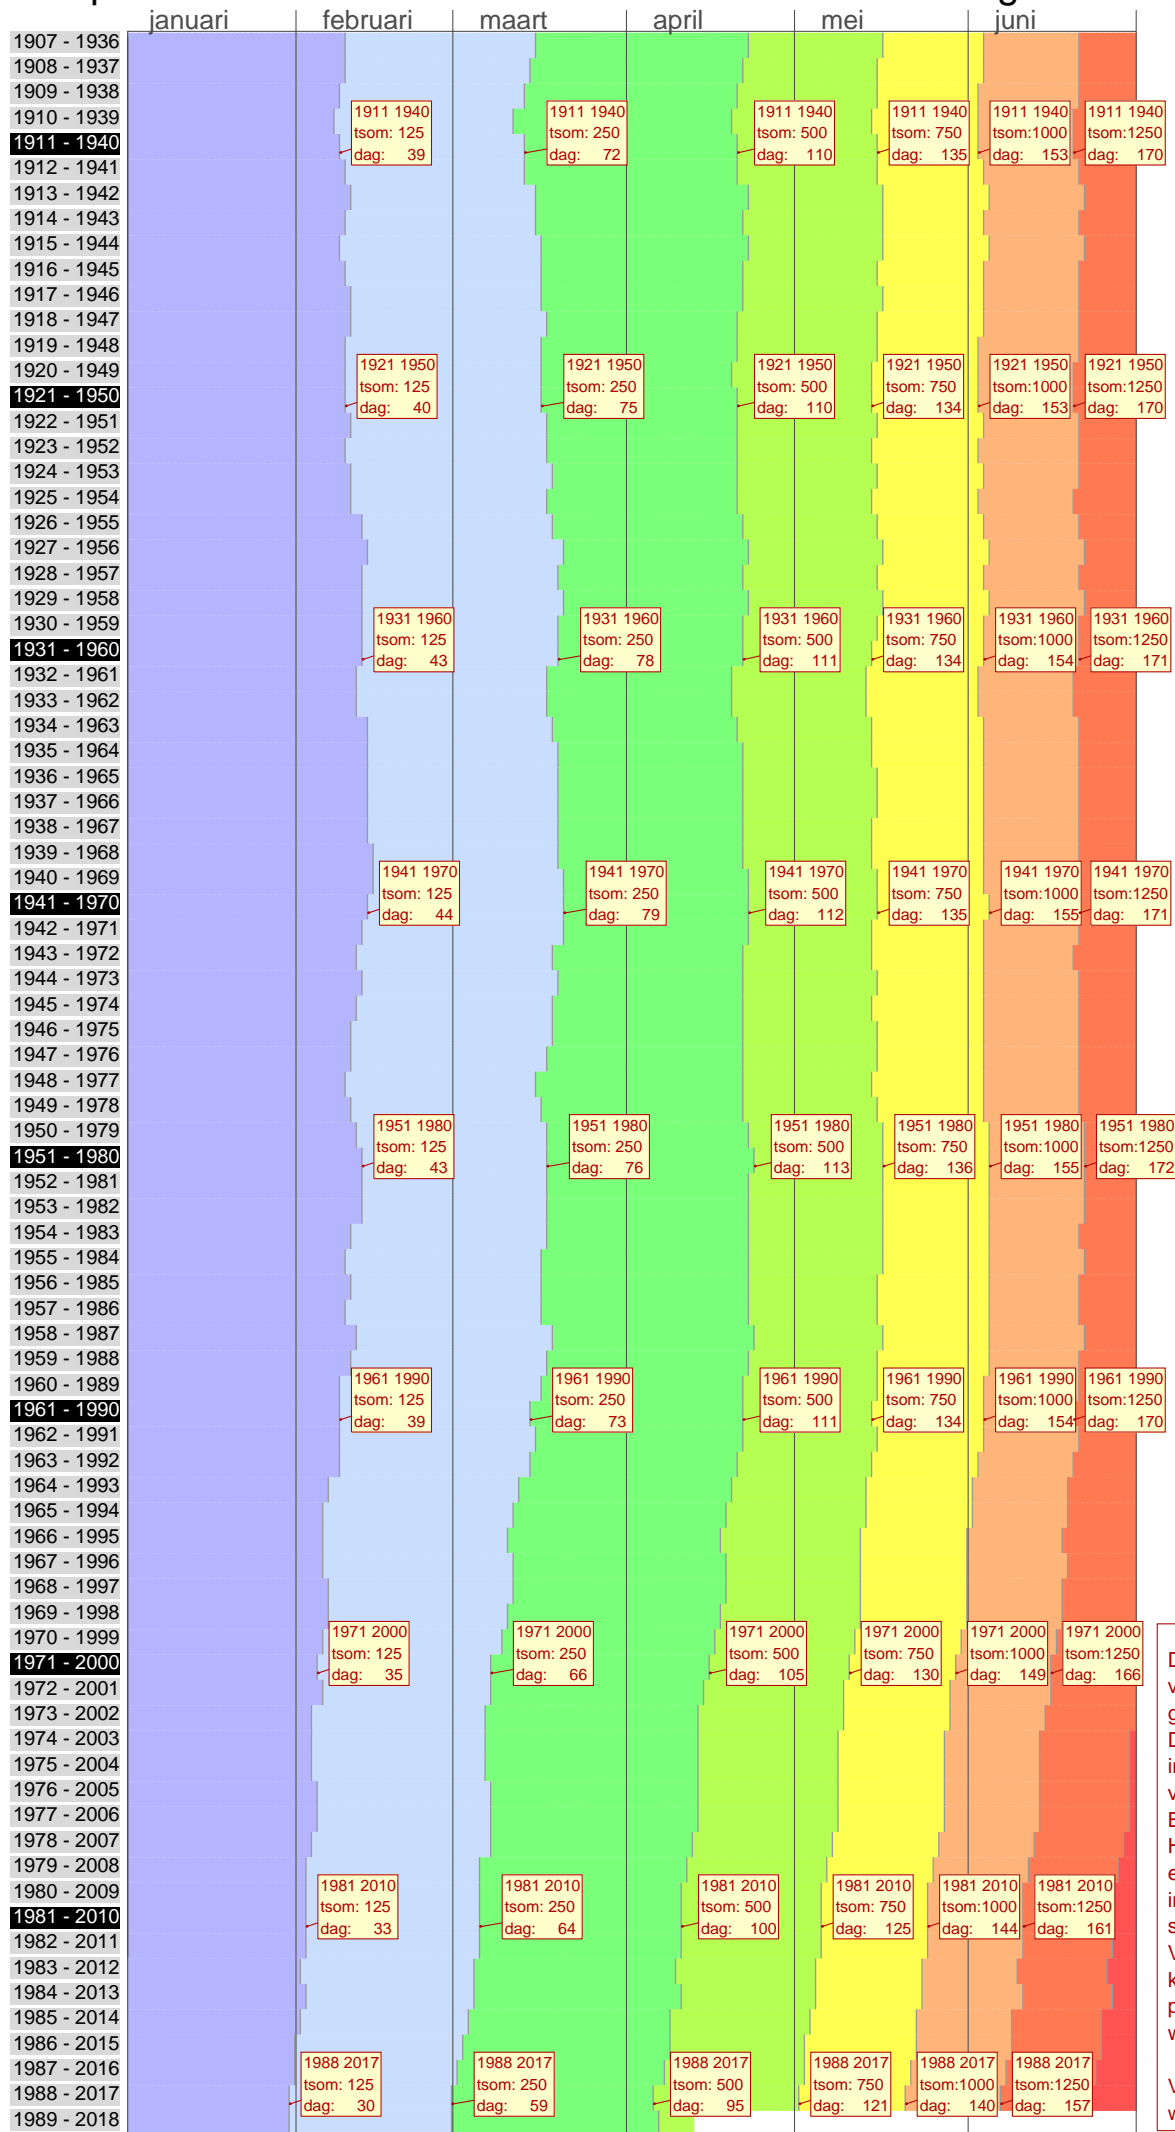 januari februari maart april mei juni
1907 - 1936
1908 - 1937
1909 - 1938
1910 - 1939
1911 - 1940
1912 - 1941
1913 - 1942
1914 - 1943
1915 - 1944
1916 - 1945
1917 - 1946
1918 - 1947
1919 - 1948
1920 - 1949
1921 - 1950
1922 - 1951
1923 - 1952
1924 - 1953
1925 - 1954
1926 - 1955
1927 - 1956
1928 - 1957
1929 - 1958
1930 - 1959
1931 - 1960
1932 - 1961
1933 - 1962
1934 - 1963
1935 - 1964
1936 - 1965
1937 - 1966
1938 - 1967
1939 - 1968
1940 - 1969
1941 - 1970
1942 - 1971
1943 - 1972
1944 - 1973
1945 - 1974
1946 - 1975
1947 - 1976
1948 - 1977
1949 - 1978
1950 - 1979
1951 - 1980
1952 - 1981
1953 - 1982
1954 - 1983
1955 - 1984
1956 - 1985
1957 - 1986
1958 - 1987
1959 - 1988
1960 - 1989
1961 - 1990
1962 - 1991
1963 - 1992
1964 - 1993
1965 - 1994
1966 - 1995
1967 - 1996
1968 - 1997
1969 - 1998
1970 - 1999
1971 - 2000
1972 - 2001
1973 - 2002
1974 - 2003
1975 - 2004
1976 - 2005
1977 - 2006
1978 - 2007
1979 - 2008
1980 - 2009
1981 - 2010
1982 - 2011
1983 - 2012
1984 - 2013
1985 - 2014
1986 - 2015
1987 - 2016
1988 - 2017
1989 - 2018
1911 1940 1911 1940 1911 1940 1911 1940 1911 1940 1911 1940
tsom: 125 tsom: 250 tsom: 500 tsom: 750 tsom:1000 tsom:1250
dag: 39 dag: 72 dag: 110 dag: 135 dag: 153 dag: 170
1921 1950 1921 1950 1921 1950 1921 1950 1921 1950 1921 1950
tsom: 125 tsom: 250 tsom: 500 tsom: 750 tsom:1000 tsom:1250
dag: 40 dag: 75 dag: 110 dag: 134 dag: 153 dag: 170
1931 1960 1931 1960 1931 1960 1931 1960 1931 1960 1931 1960
tsom: 125 tsom: 250 tsom: 500 tsom: 750 tsom:1000 tsom:1250
dag: 43 dag: 78 dag: 111 dag: 134 dag: 154 dag: 171
1941 1970 1941 1970 1941 1970 1941 1970 1941 1970 1941 1970
tsom: 125 tsom: 250 tsom: 500 tsom: 750 tsom:1000 tsom:1250
dag: 44 dag: 79 dag: 112 dag: 135 dag: 155 dag: 171
1951 1980 1951 1980 1951 1980 1951 1980 1951 1980 1951 1980
tsom: 125 tsom: 250 tsom: 500 tsom: 750 tsom:1000 tsom:1250
dag: 43 dag: 76 dag: 113 dag: 136 dag: 155 dag: 172
1961 1990 1961 1990 1961 1990 1961 1990 1961 1990 1961 1990
tsom: 125 tsom: 250 tsom: 500 tsom: 750 tsom:1000 tsom:1250
dag: 39 dag: 73 dag: 111 dag: 134 dag: 154 dag: 170
1971 2000 1971 2000 1971 2000 1971 2000 1971 2000 1971 2000
tsom: 125 tsom: 250 tsom: 500 tsom: 750 tsom:1000 tsom:1250
dag: 35 dag: 66 dag: 105 dag: 130 dag: 149 dag: 166
1981 2010 1981 2010 1981 2010 1981 2010 1981 2010 1981 2010
tsom: 125 tsom: 250 tsom: 500 tsom: 750 tsom:1000 tsom:1250
dag: 33 dag: 64 dag: 100 dag: 125 dag: 144 dag: 161
1988 2017 1988 2017 1988 2017 1988 2017 1988 2017 1988 2017
tsom: 125 tsom: 250 tsom: 500 tsom: 750 tsom:1000 tsom:1250
dag: 30 dag: 59 dag: 95 dag: 121 dag: 140 dag: 157